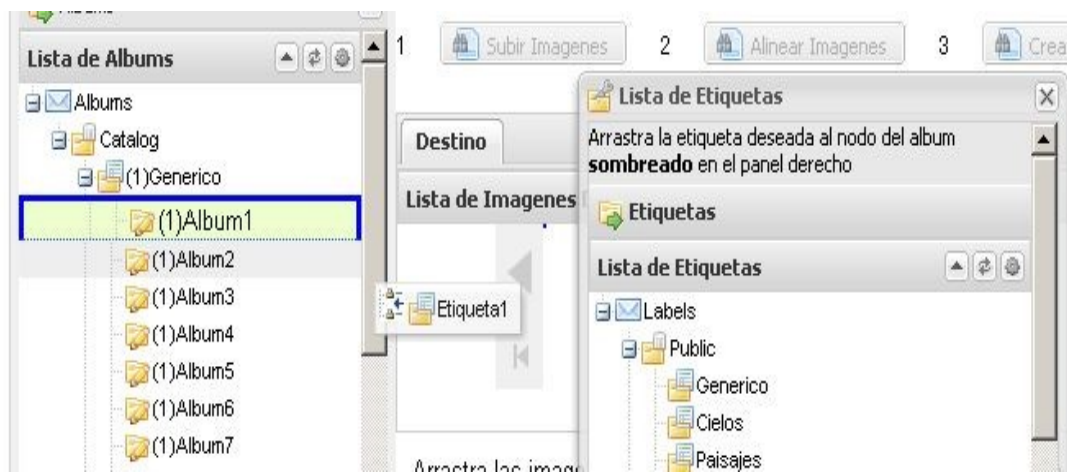 Lista de Albums
Albums
Catalog
(1)Generico
(1)Album1
(1)Album2
(1)Album3
(1)Album4
(1)Album5
(1)Album6
(1)Album7
1 Subir Imagenes 2 Alinear Imagenes 3
Destino
Lista de Imagenes
Etiqueta1
Arrastra las
Lista de Etiquetas
Arrastra la etiqueta deseada al nodo del album
sombreado en el panel derecho
Etiquetas
Lista de Etiquetas
Labels
Public
Generico
Cielos
Paisajes